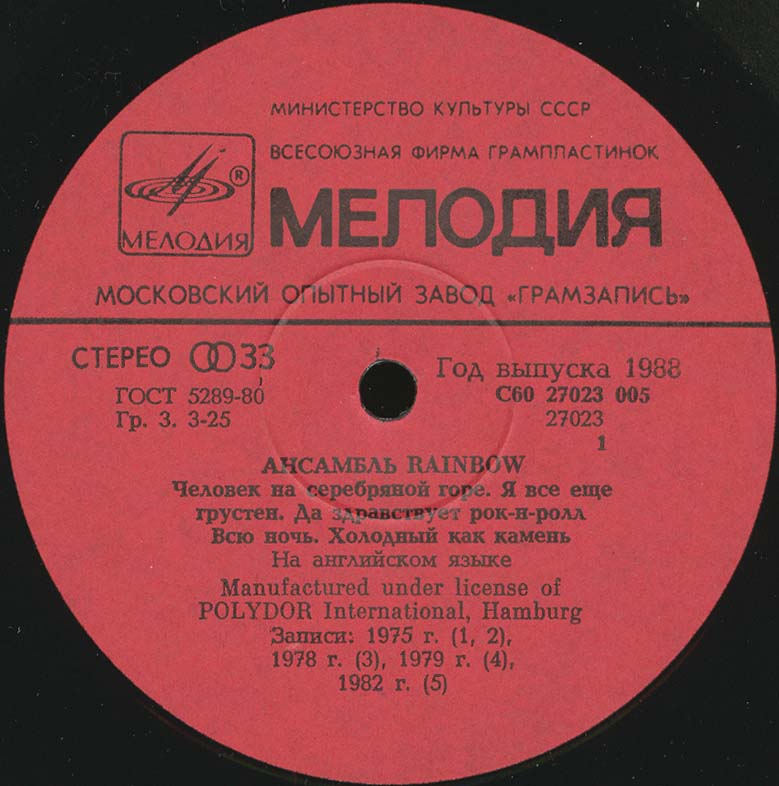 МИНИСТЕРСТВО КУЛЬТУРЫ СССР
ВСЕСОЮЗНАЯ ФИРМА ГРАМПЛАСТИНОК
®
МЕЛОДИЯ
МЕЛОДИЯ
МОСКОВСКИЙ ОПЫТНЫЙ ЗАВОД «ГРАМЗАПИСЬ»
СТЕРЕО 33
Год выпуска 1988
ГОСТ 5289-80
С60 27023 005
Гр. 3. 3-25
27023
1
АНСАМБЛЬ RAINBOW
Человек на серебряной горе. Я все еще
грустен. Да здравствует рок-н-ролл
Всю ночь. Холодный как камень
На английском языке
Manufactured under license of
POLYDOR International, Hamburg
Записи: 1975 г. (1, 2),
1978 г. (3), 1979 г. (4),
1982 г. (5)